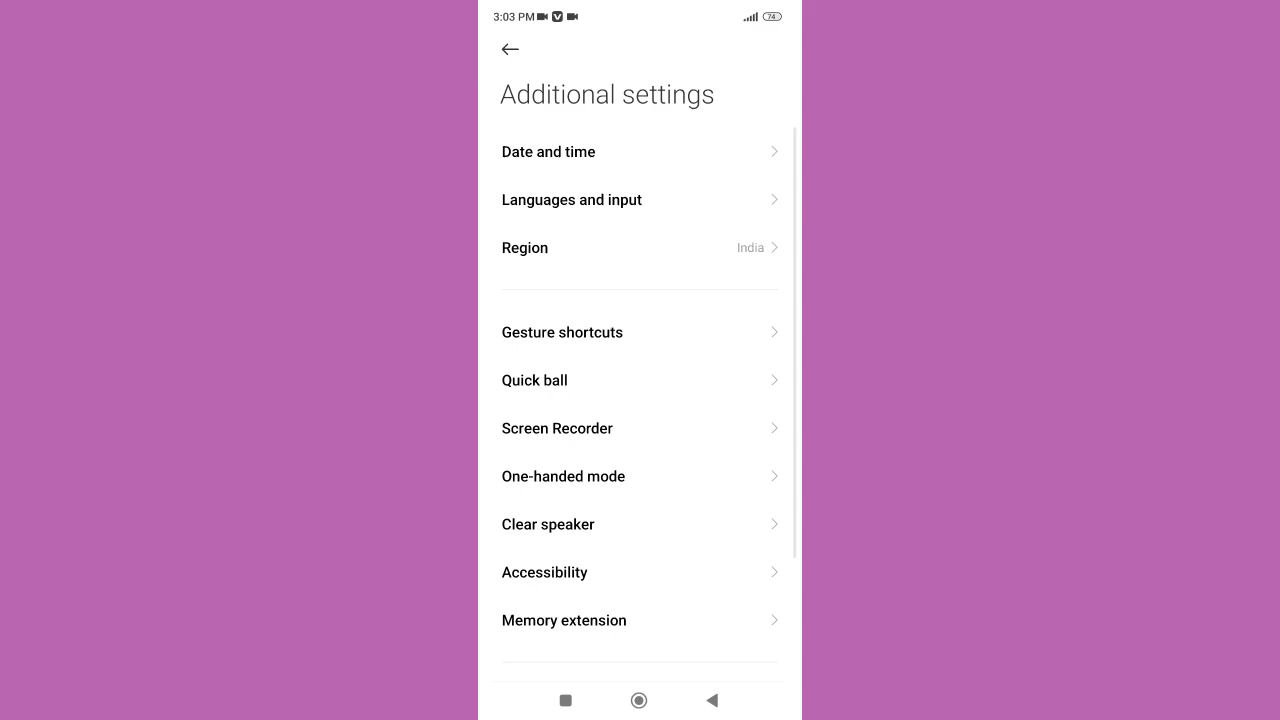 3:03 PM
74
Additional settings
Date and time
Languages and input
Region India
Gesture shortcuts
Quick ball
Screen Recorder
One-handed mode
Clear speaker
Accessibility
Memory extension